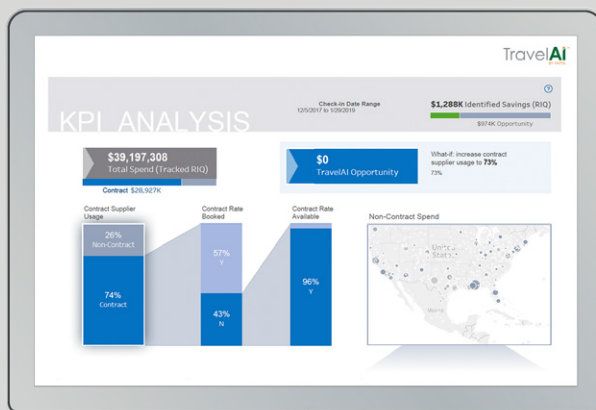 TravelAI
KPI ANALYSIS
Check-in Date Range
12/5/2017 to 1/29/2019
$1,288K Identified Savings (RIQ)
$974K Opportunity
$39,197,308
Total Spend (Tracked RIQ)
Contract $28,927K
$0
TravelAI Opportunity
What-if: increase contract
supplier usage to 73%
73%
Contract Supplier
Usage
26%
Non-Contract
74%
Contract
Contract Rate
Booked
57%
Y
43%
N
Contract Rate
Available
96%
Y
Non-Contract Spend
United
States
Mexico